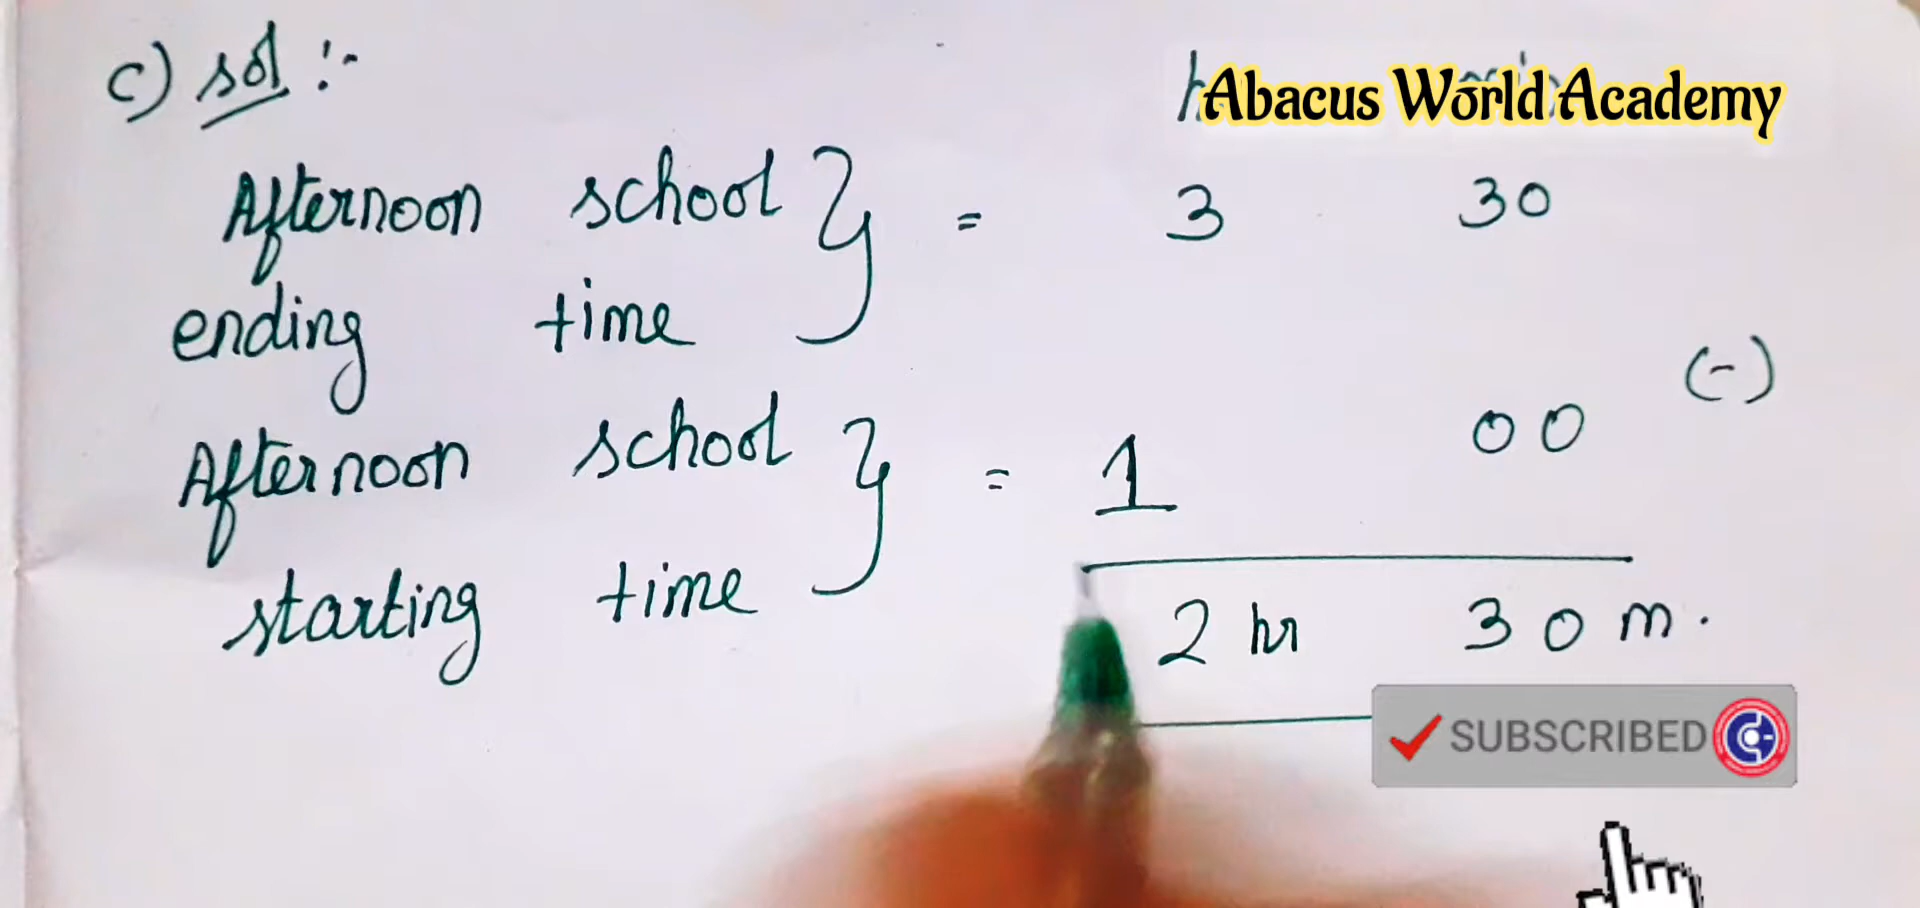 c) sol :-
Abacus World Academy
Afternoon school } = 3 30
ending time
(-)
Afternoon school } = 1 00
starting time
2 hr 30 m.
SUBSCRIBED